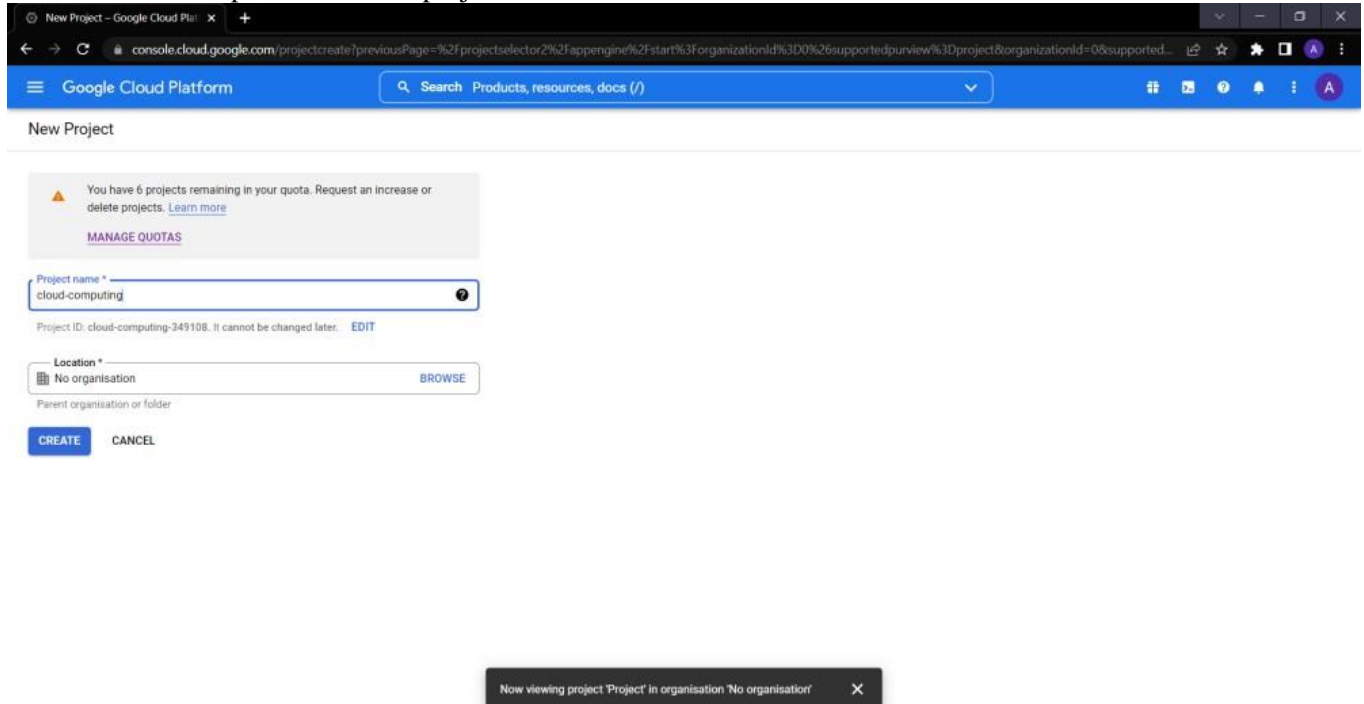 New Project – Google Cloud Plat
console.cloud.google.com/projectcreate?previousPage=%2Fprojectselector2%2Fappengine%2Fstart%3ForganizationId%3D0%26supportedpurview%3Dproject&organizationId=0&supported...
Google Cloud Platform
Search Products, resources, docs (/)
A
New Project
You have 6 projects remaining in your quota. Request an increase or
delete projects. Learn more
MANAGE QUOTAS
Project name *
cloud-computing
Project ID: cloud-computing-349108. It cannot be changed later. EDIT
Location *
No organisation BROWSE
Parent organisation or folder
CREATE CANCEL
Now viewing project 'Project' in organisation 'No organisation'